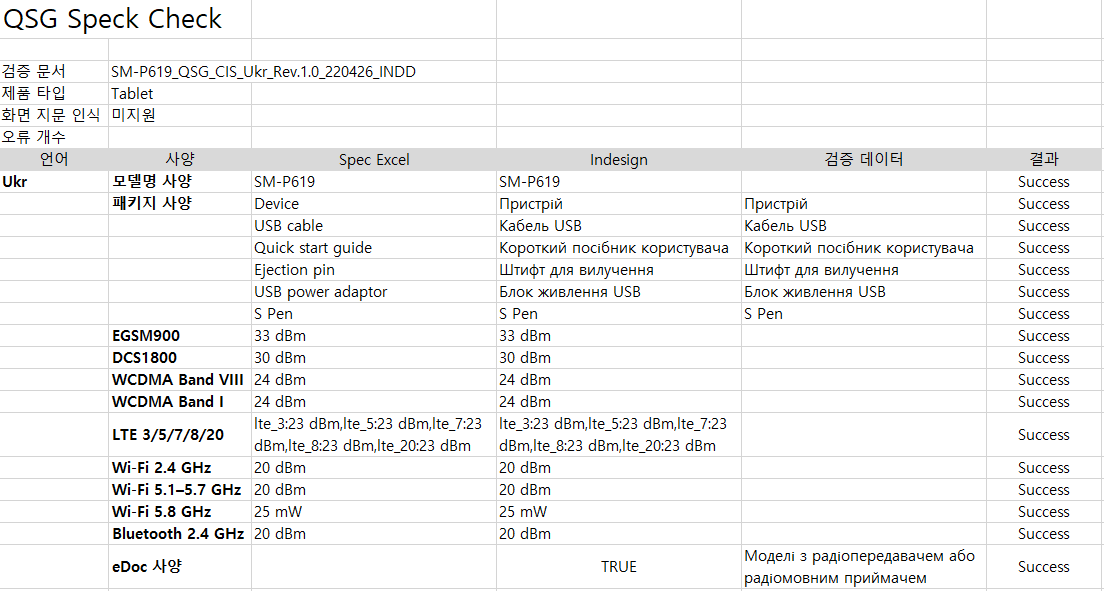 QSG Speck Check
검증 문서 SM-P619_QSG_CIS_Ukr_Rev.1.0_220426_INDD
제품 타입 Tablet
화면 지문 인식 미지원
오류 개수
언어 사양 Spec Excel Indesign 검증 데이터 결과
Ukr 모델명 사양 SM-P619 SM-P619 Success
패키지 사양 Device Пристрій Пристрій Success
USB cable Кабель USB Кабель USB Success
Quick start guide Короткий посібник користувача Короткий посібник користувача Success
Ejection pin Штифт для вилучення Штифт для вилучення Success
USB power adaptor Блок живлення USB Блок живлення USB Success
S Pen S Pen S Pen Success
EGSM900 33 dBm 33 dBm Success
DCS1800 30 dBm 30 dBm Success
WCDMA Band VIII 24 dBm 24 dBm Success
WCDMA Band I 24 dBm 24 dBm Success
LTE 3/5/7/8/20 lte_3:23 dBm,lte_5:23 dBm,lte_7:23 lte_3:23 dBm,lte_5:23 dBm,lte_7:23 Success
dBm,lte_8:23 dBm,lte_20:23 dBm dBm,lte_8:23 dBm,lte_20:23 dBm
Wi-Fi 2.4 GHz 20 dBm 20 dBm Success
Wi-Fi 5.1–5.7 GHz 20 dBm 20 dBm Success
Wi-Fi 5.8 GHz 25 mW 25 mW Success
Bluetooth 2.4 GHz 20 dBm 20 dBm Success
eDoc 사양 TRUE Моделі з радіопередавачем або Success
радіомовним приймачем